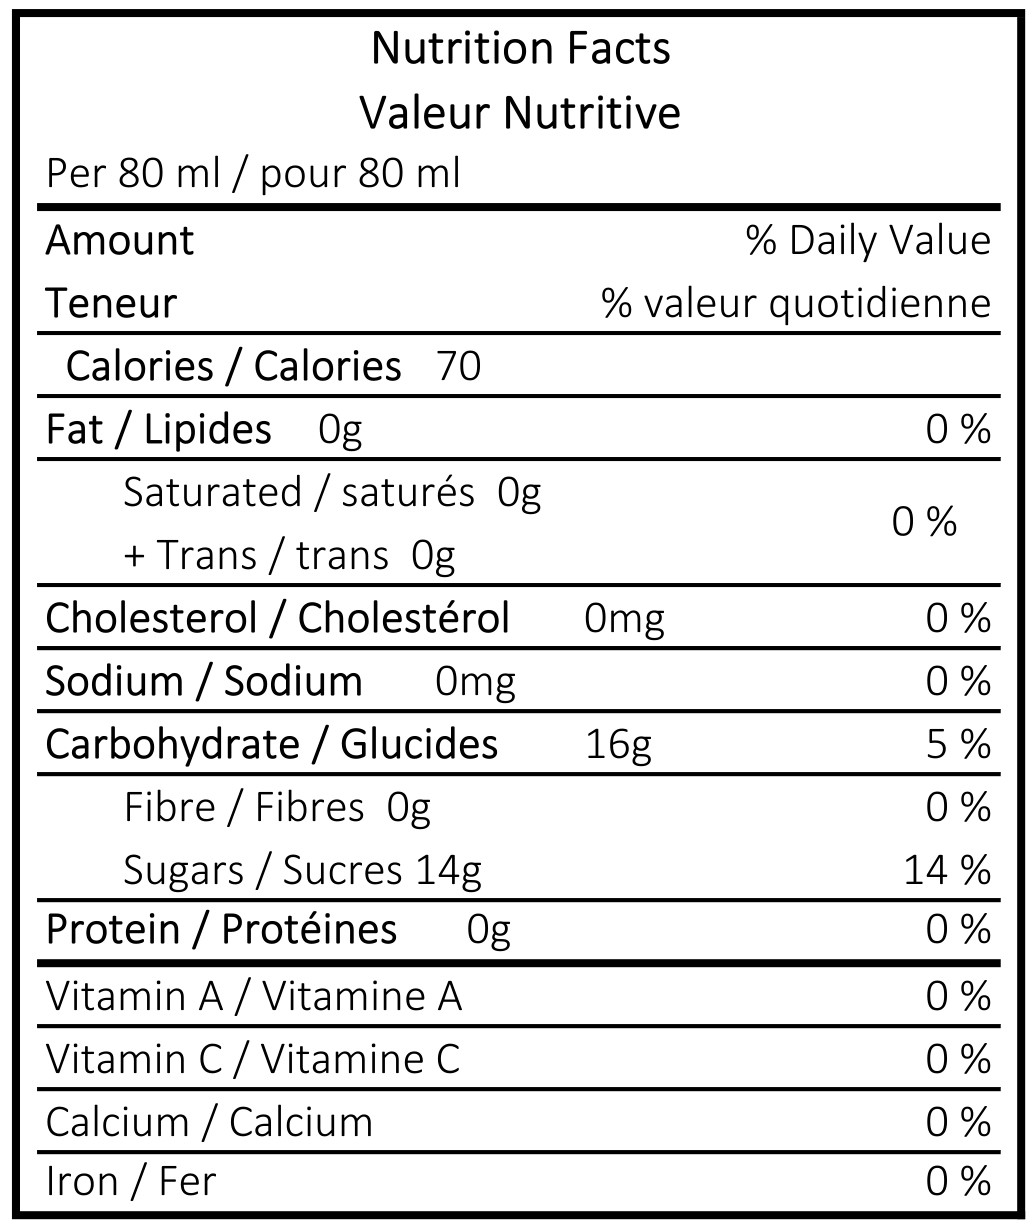 Nutrition Facts
Valeur Nutritive
Per 80 ml / pour 80 ml
Amount % Daily Value
Teneur % valeur quotidienne
Calories / Calories 70
Fat / Lipides 0g 0 %
Saturated / saturés 0g
0 %
+ Trans / trans 0g
Cholesterol / Cholestérol 0mg 0 %
Sodium / Sodium 0mg 0 %
Carbohydrate / Glucides 16g 5 %
Fibre / Fibres 0g 0 %
Sugars / Sucres 14g 14 %
Protein / Protéines 0g 0 %
Vitamin A / Vitamine A 0 %
Vitamin C / Vitamine C 0 %
Calcium / Calcium 0 %
Iron / Fer 0 %